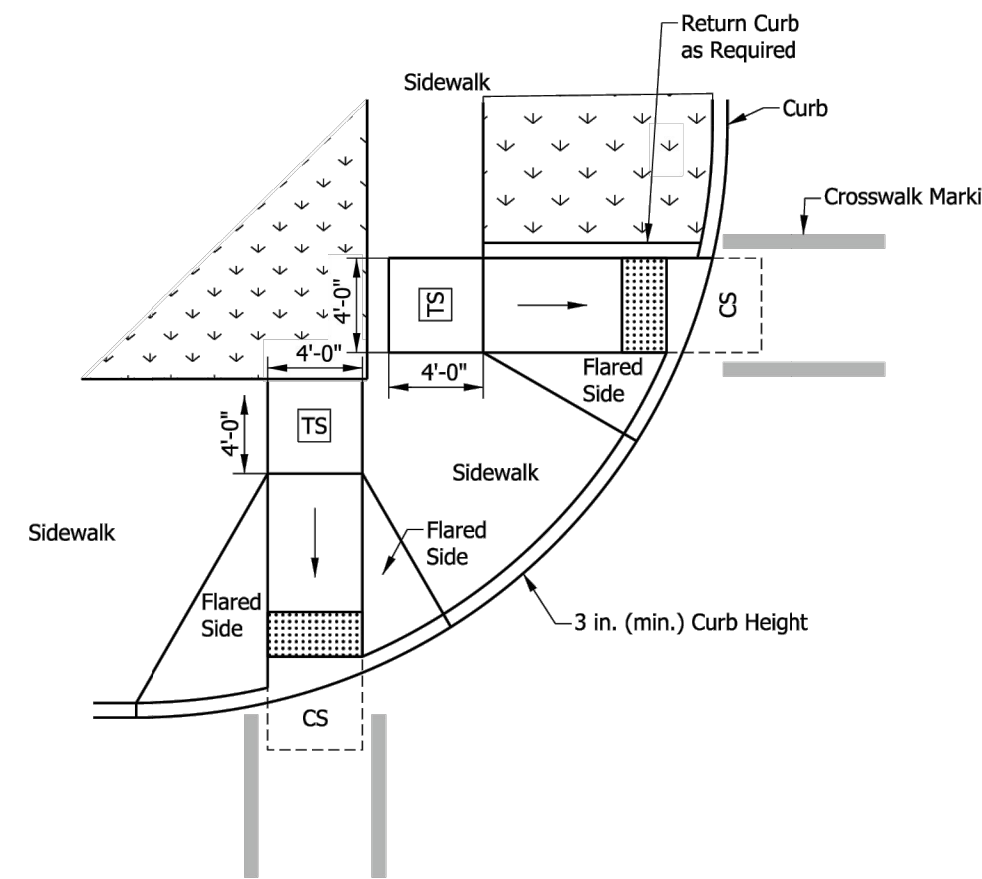 Return Curb
as Required
Sidewalk
Curb
Crosswalk Marki
4'-0"
TS
CS
4'-0"
4'-0"
Flared
Side
4'-0"
TS
Sidewalk
Sidewalk
Flared
Side
Flared
Side
3 in. (min.) Curb Height
CS